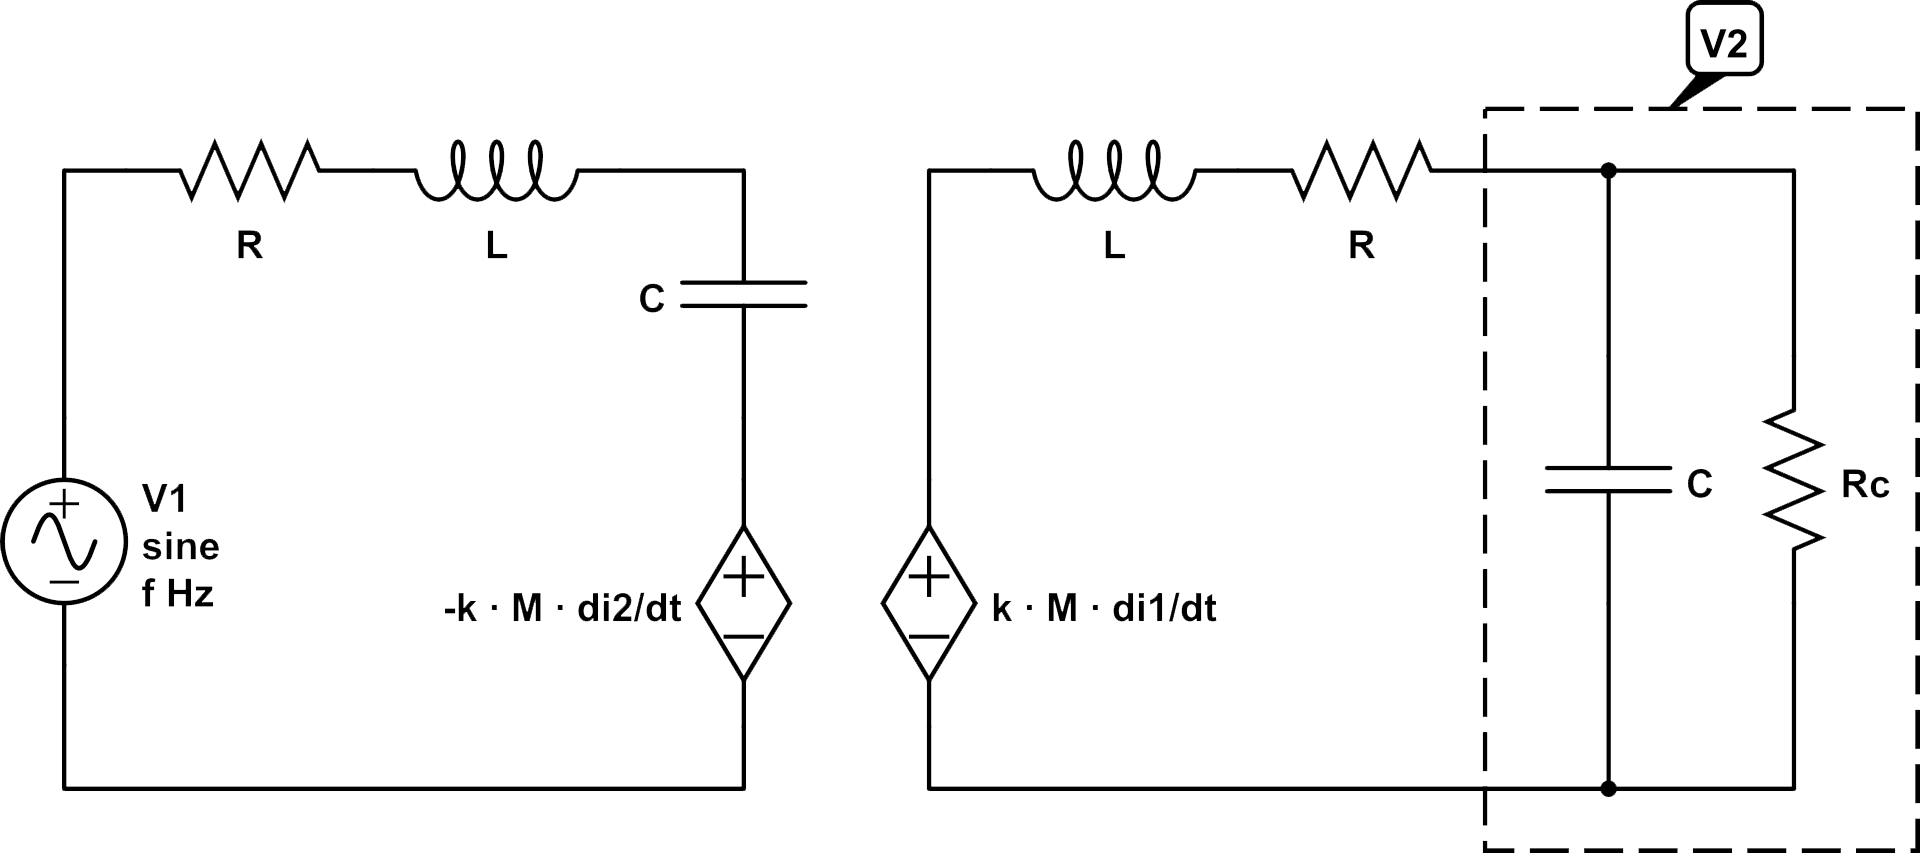 V2
R
L
L
R
C
V1
sine
f Hz
-k · M · di2/dt
k · M · di1/dt
C
Rc